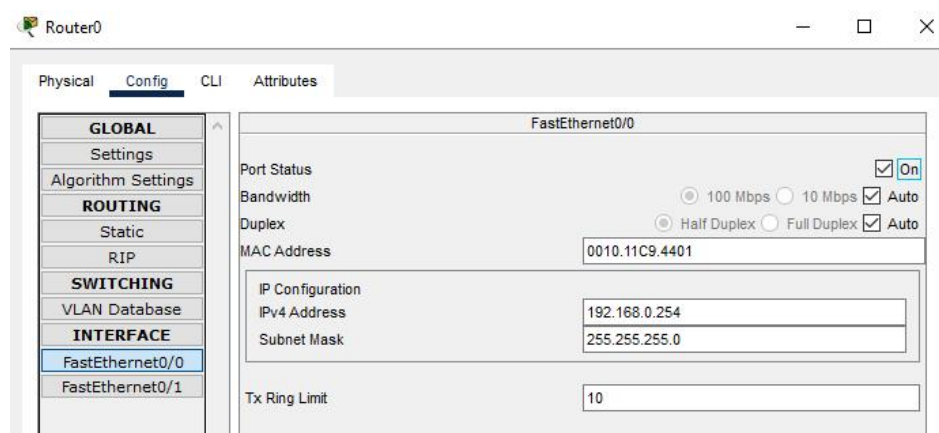 Router0
Physical Config CLI Attributes
GLOBAL
Settings
Algorithm Settings
ROUTING
Static
RIP
SWITCHING
VLAN Database
INTERFACE
FastEthernet0/0
FastEthernet0/1
FastEthernet0/0
Port Status On
Bandwidth 100 Mbps 10 Mbps Auto
Duplex Half Duplex Full Duplex Auto
MAC Address 0010.11C9.4401
IP Configuration
IPv4 Address 192.168.0.254
Subnet Mask 255.255.255.0
Tx Ring Limit 10